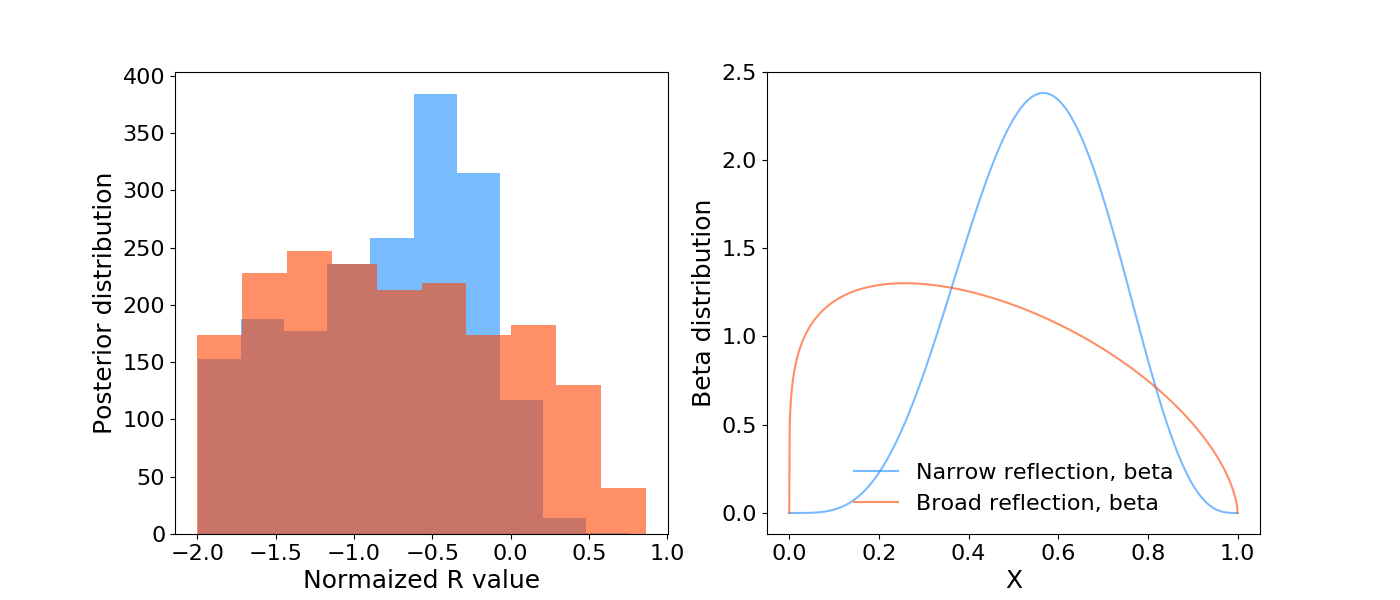 Posterior distribution
400
350
300
250
200
150
100
50
0
−2.0 −1.5 −1.0 −0.5 0.0 0.5 1.0
Normaized R value
Beta distribution
2.5
2.0
1.5
1.0
0.5
0.0
Narrow reflection, beta
Broad reflection, beta
0.0 0.2 0.4 0.6 0.8 1.0
X